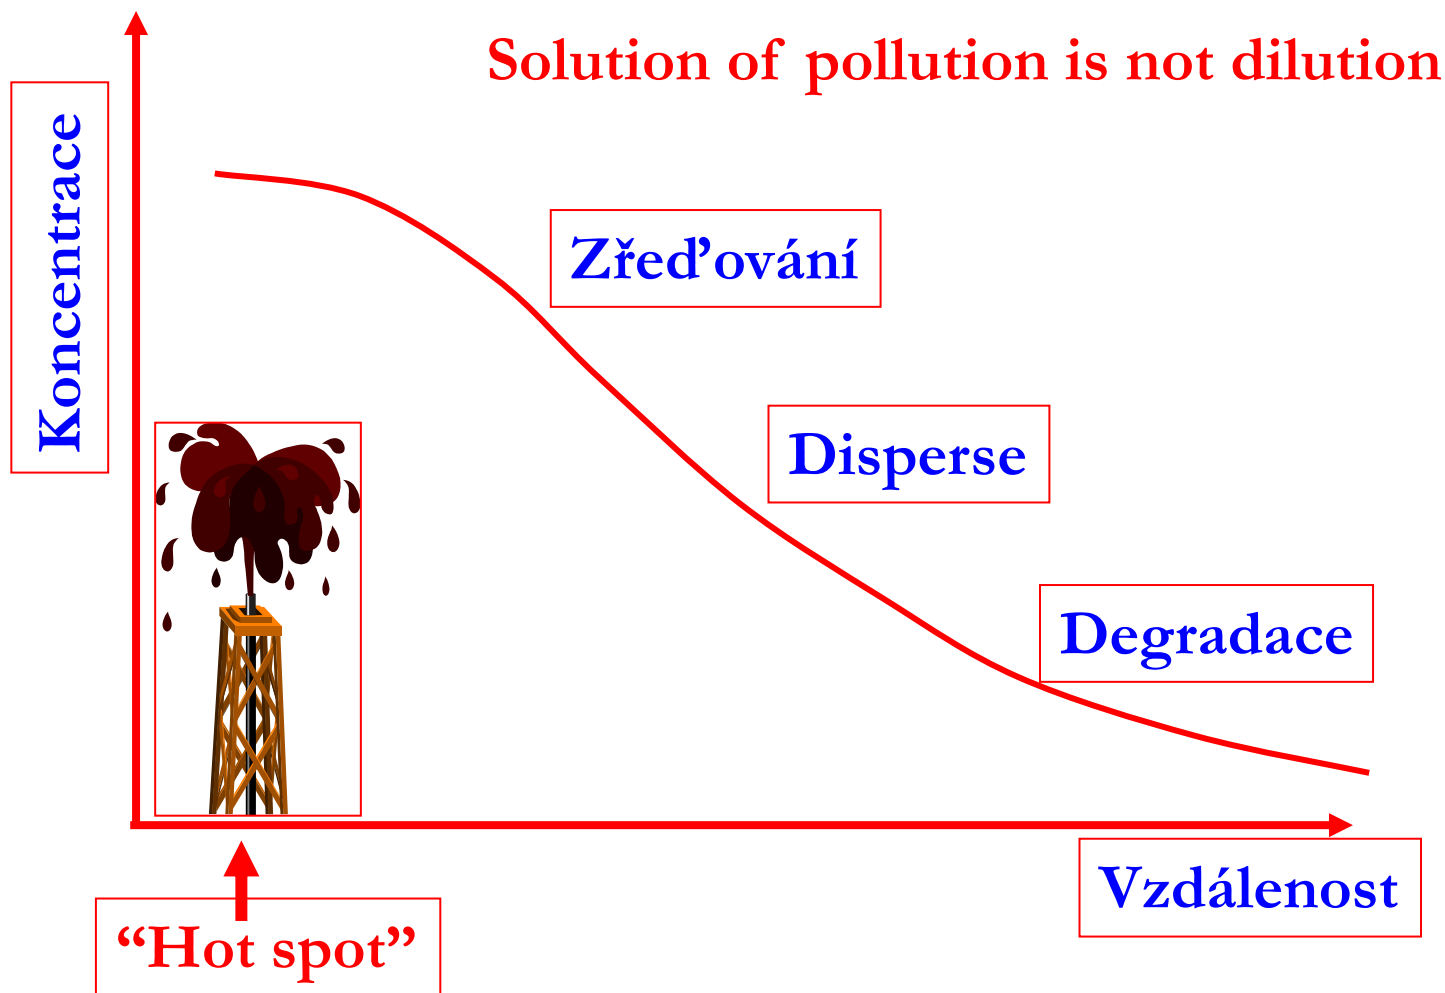 Solution of pollution is not dilution
Koncentrace
Zřeďování
Disperse
Degradace
Vzdálenost
“Hot spot”